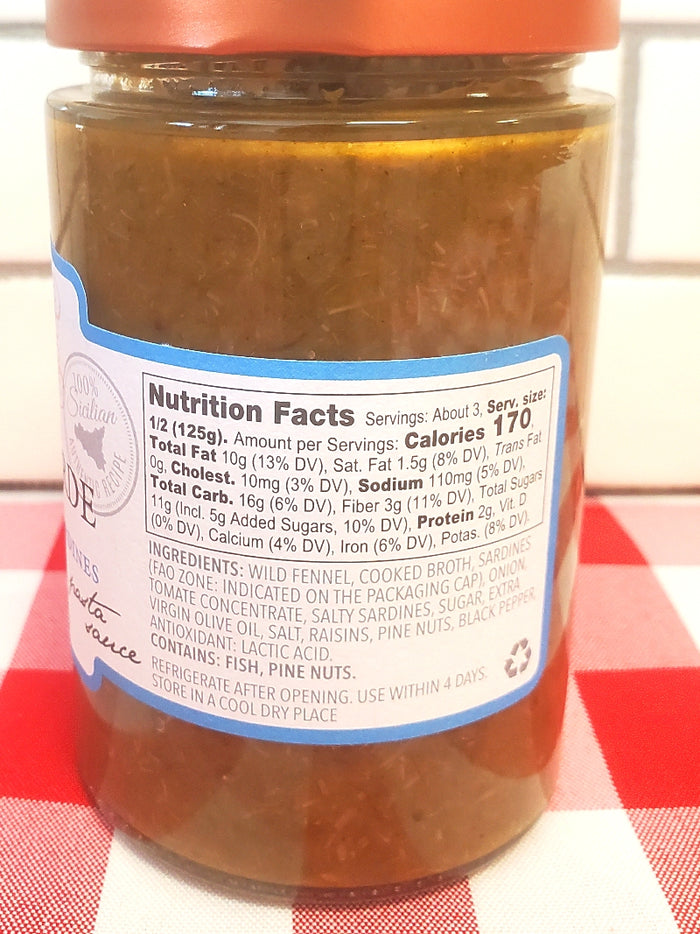 100%
Sicilian
AUTHENTIC RECIPE
DE
DINES
pasta
sauce
Nutrition Facts Servings: About 3, Serv. size:
1/2 (125g). Amount per Servings: Calories 170,
Total Fat 10g (13% DV), Sat. Fat 1.5g (8% DV), Trans Fat
0g, Cholest. 10mg (3% DV), Sodium 110mg (5% DV),
Total Carb. 16g (6% DV), Fiber 3g (11% DV), Total Sugars
11g (Incl. 5g Added Sugars, 10% DV), Protein 2g, Vit. D
(0% DV), Calcium (4% DV), Iron (6% DV), Potas. (8% DV).
INGREDIENTS: WILD FENNEL, COOKED BROTH, SARDINES
(FAO ZONE: INDICATED ON THE PACKAGING CAP), ONION,
TOMATO CONCENTRATE, SALTY SARDINES, SUGAR, EXTRA
VIRGIN OLIVE OIL, SALT, RAISINS, PINE NUTS, BLACK PEPPER,
ANTIOXIDANT: LACTIC ACID.
CONTAINS: FISH, PINE NUTS.
REFRIGERATE AFTER OPENING. USE WITHIN 4 DAYS.
STORE IN A COOL DRY PLACE